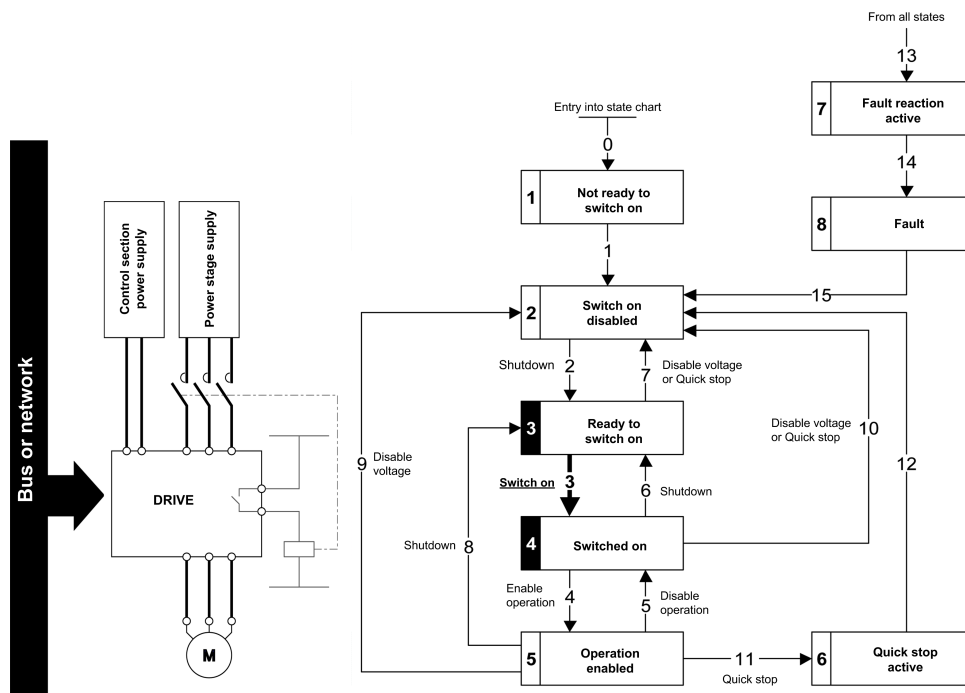 From all states
13
7
Fault reaction
active
14
8
Fault
15
Entry into state chart
0
1
Not ready to
switch on
1
2
Switch on
disabled
Shutdown
2
7
Disable voltage
or Quick stop
3
Ready to
switch on
Switch on
3
6
Shutdown
4
Switched on
Enable
operation
4
5
Disable
operation
5
Operation
enabled
11
Quick stop
6
Quick stop
active
9
Disable
voltage
Shutdown
8
Disable voltage
or Quick stop
10
12
Bus or network
Control section
power supply
Power stage supply
DRIVE
M